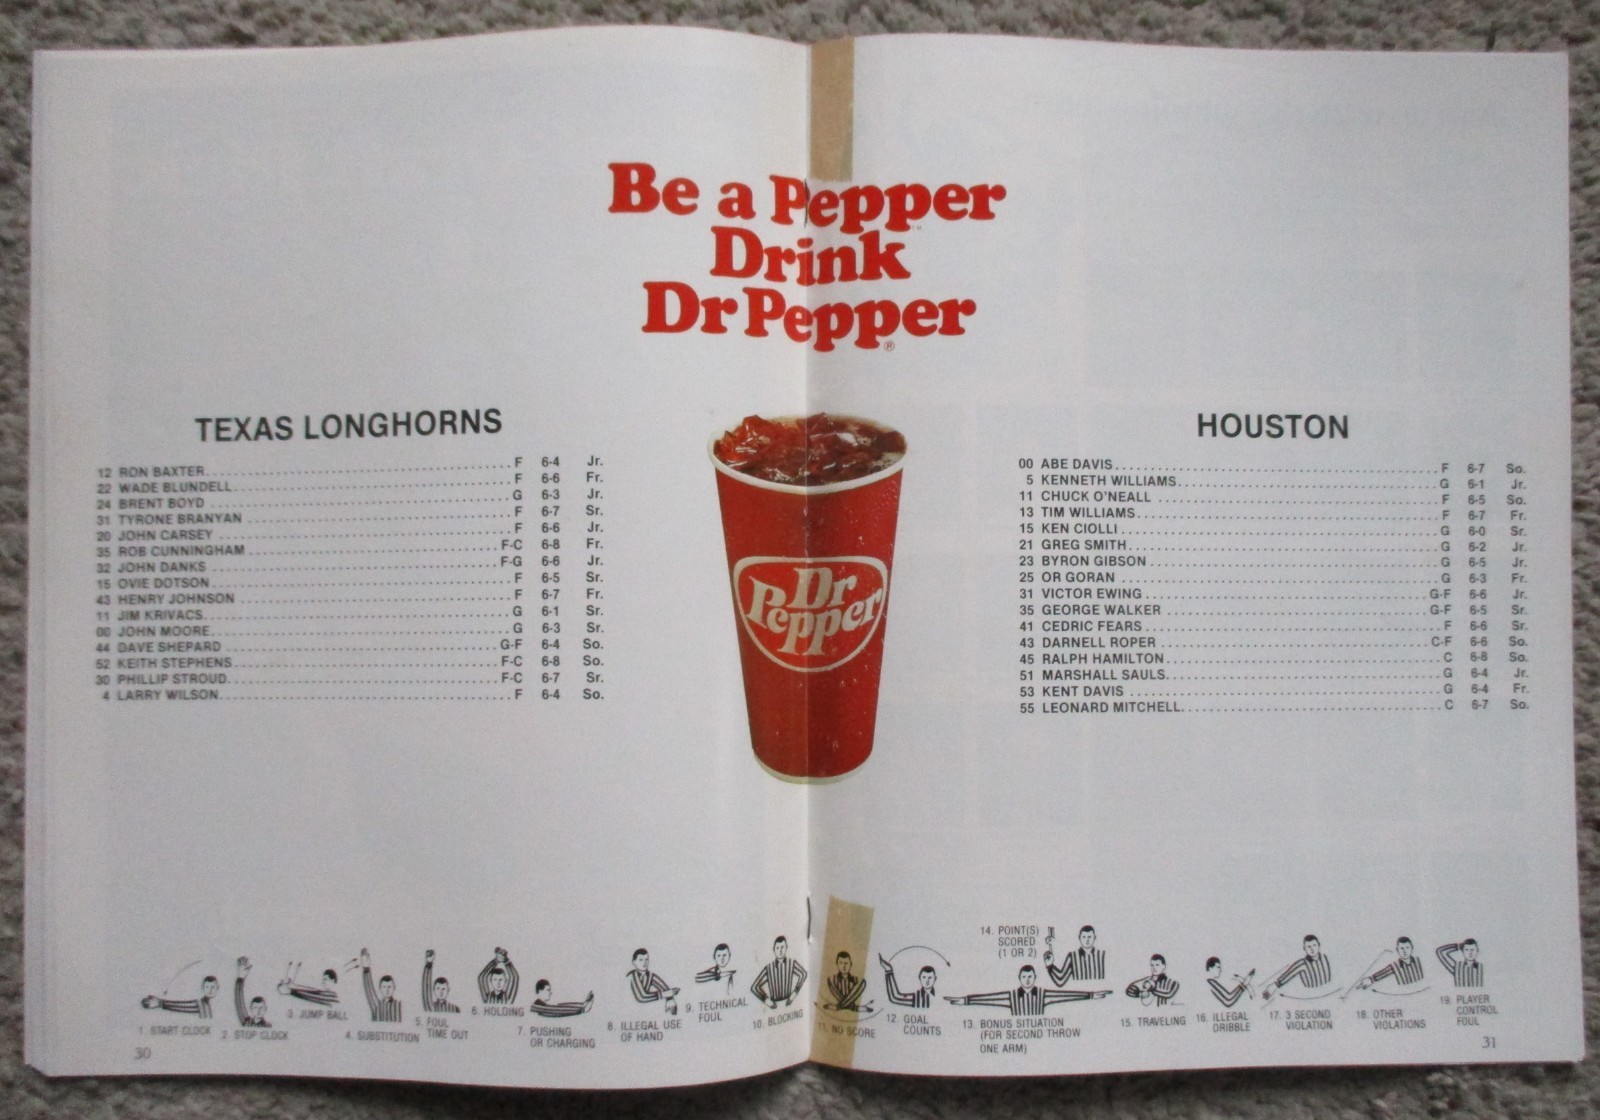 Be a Pepper
Drink
Dr Pepper
®
TEXAS LONGHORNS
12 RON BAXTER F 6-4 Jr.
22 WADE BLUNDELL F 6-6 Fr.
24 BRENT BOYD G 6-3 Jr.
31 TYRONE BRANYAN F 6-7 Sr.
20 JOHN CARSEY F 6-6 Jr.
35 ROB CUNNINGHAM F-C 6-8 Fr.
32 JOHN DANKS F-G 6-6 Jr.
15 OVIE DOTSON F 6-5 Sr.
43 HENRY JOHNSON F 6-7 Fr.
11 JIM KRIVACS G 6-1 Sr.
00 JOHN MOORE G 6-3 Sr.
44 DAVE SHEPARD G-F 6-4 So.
52 KEITH STEPHENS F-C 6-8 So.
30 PHILLIP STROUD F-C 6-7 Sr.
4 LARRY WILSON F 6-4 So.
Dr
Pepper
HOUSTON
00 ABE DAVIS F 6-7 So.
5 KENNETH WILLIAMS G 6-1 Jr.
11 CHUCK O'NEALL F 6-5 So.
13 TIM WILLIAMS F 6-7 Fr.
15 KEN CIOLLI G 6-0 Sr.
21 GREG SMITH G 6-2 Jr.
23 BYRON GIBSON G 6-5 Jr.
25 OR GORAN G 6-3 Fr.
31 VICTOR EWING G-F 6-6 Jr.
35 GEORGE WALKER G-F 6-5 Sr.
41 CEDRIC FEARS F 6-6 Sr.
43 DARNELL ROPER C-F 6-6 So.
45 RALPH HAMILTON C 6-8 So.
51 MARSHALL SAULS G 6-4 Jr.
53 KENT DAVIS G 6-4 Fr.
55 LEONARD MITCHELL C 6-7 So.
1. START CLOCK
2. STOP CLOCK
3. JUMP BALL
4. SUBSTITUTION
5. FOUL
TIME OUT
6. HOLDING
7. PUSHING
OR CHARGING
8. ILLEGAL USE
OF HAND
9. TECHNICAL
FOUL
10. BLOCKING
11. NO SCORE
12. GOAL
COUNTS
13. BONUS SITUATION
(FOR SECOND THROW
ONE ARM)
14. POINT(S)
SCORED
(1 OR 2)
15. TRAVELING
16. ILLEGAL
DRIBBLE
17. 3 SECOND
VIOLATION
18. OTHER
VIOLATIONS
19. PLAYER
CONTROL
FOUL
30
31